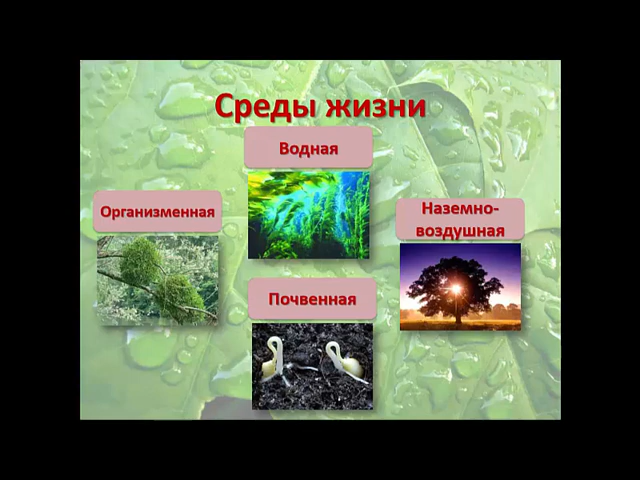 Среды жизни
Водная
Организменная
Наземно-
воздушная
Почвенная